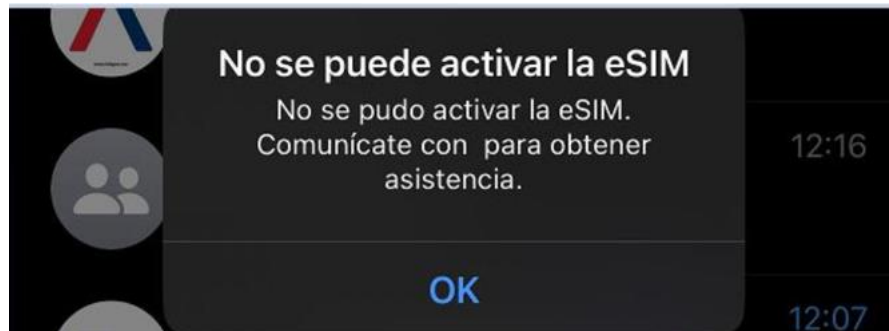 No se puede activar la eSIM
No se pudo activar la eSIM.
Comunícate con  para obtener
asistencia.
12:16
OK
12:07